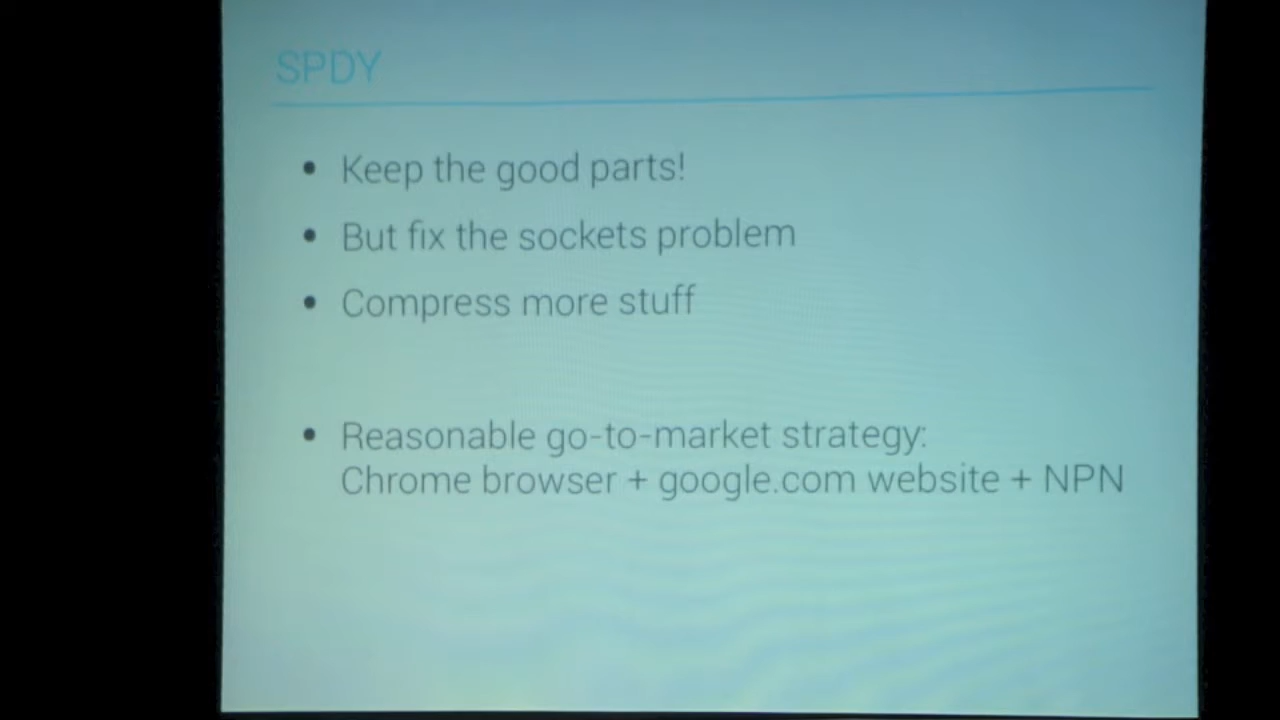 SPDY
• Keep the good parts!
• But fix the sockets problem
• Compress more stuff
• Reasonable go-to-market strategy:
Chrome browser + google.com website + NPN